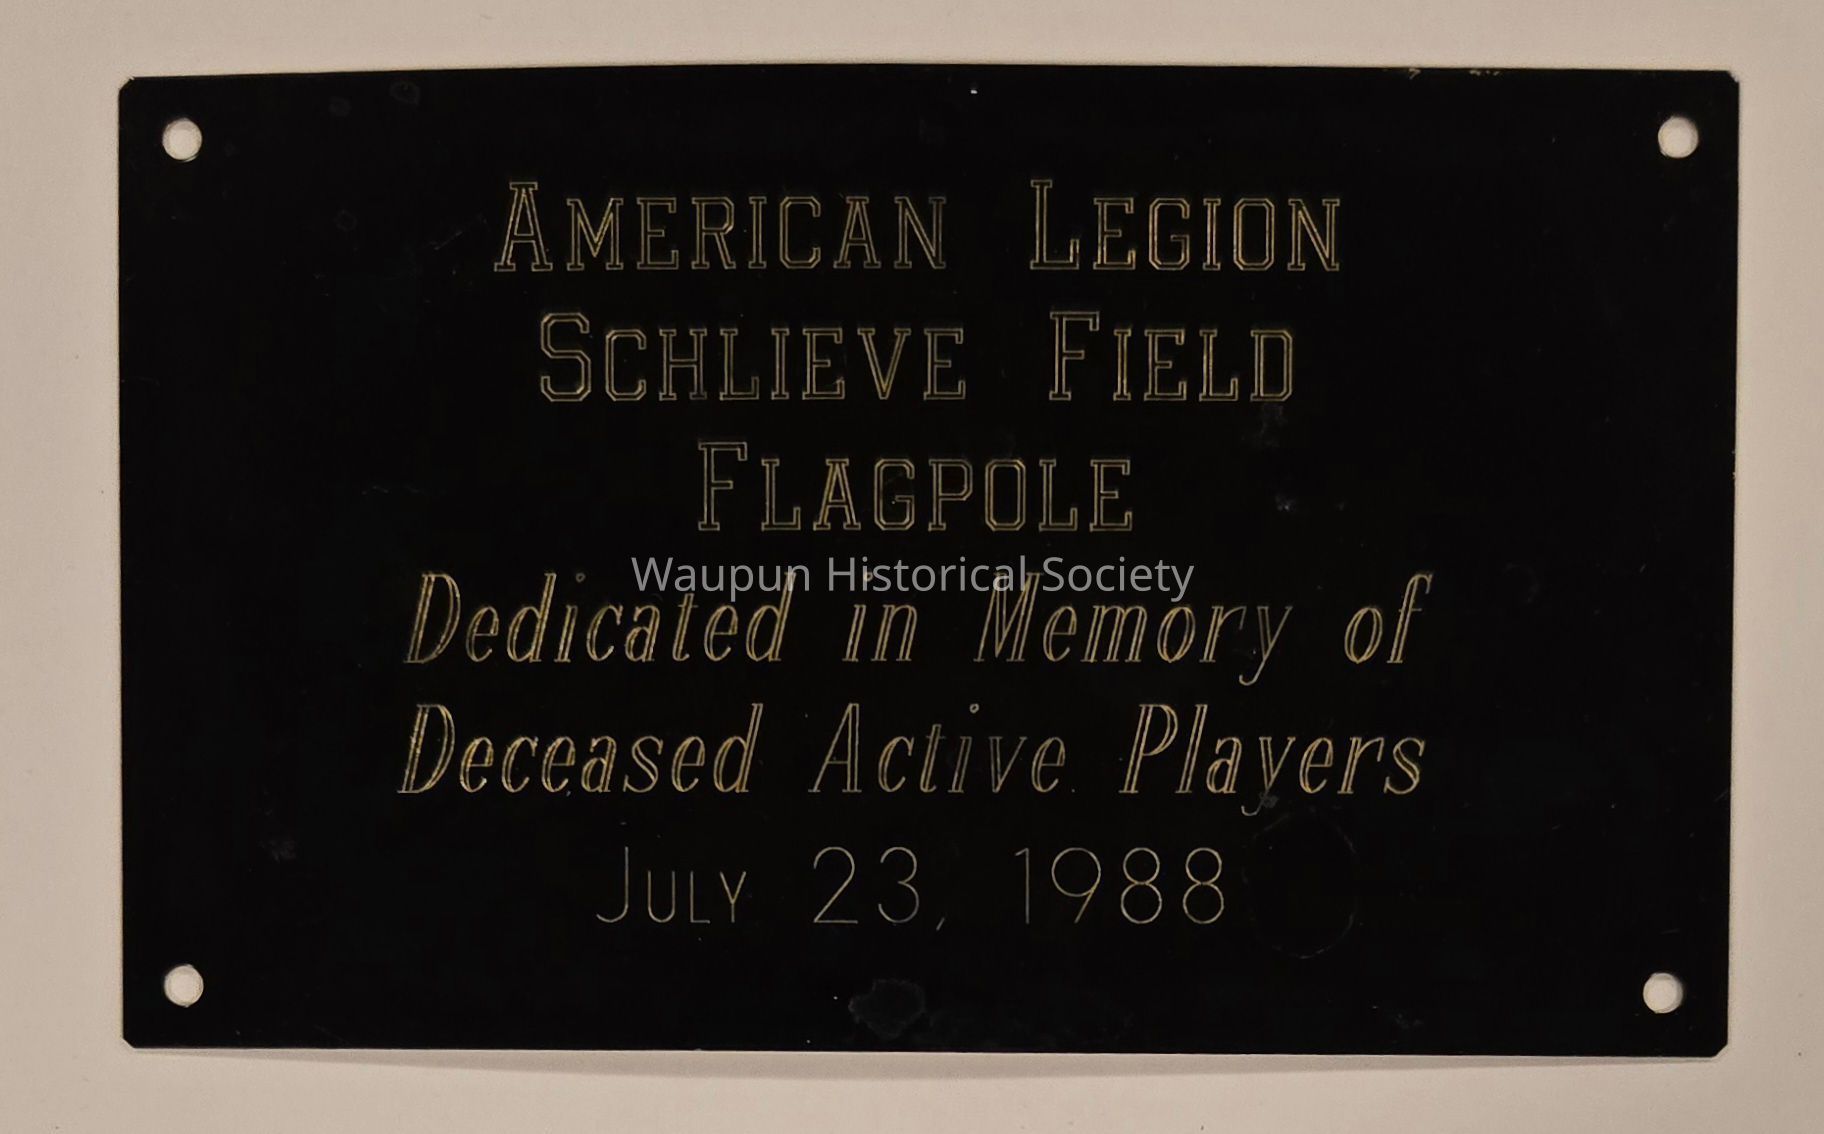 American Legion
Schlieve Field
Flagpole
Waupun Historical Society
Dedicated in Memory of
Deceased Active Players
July 23, 1988